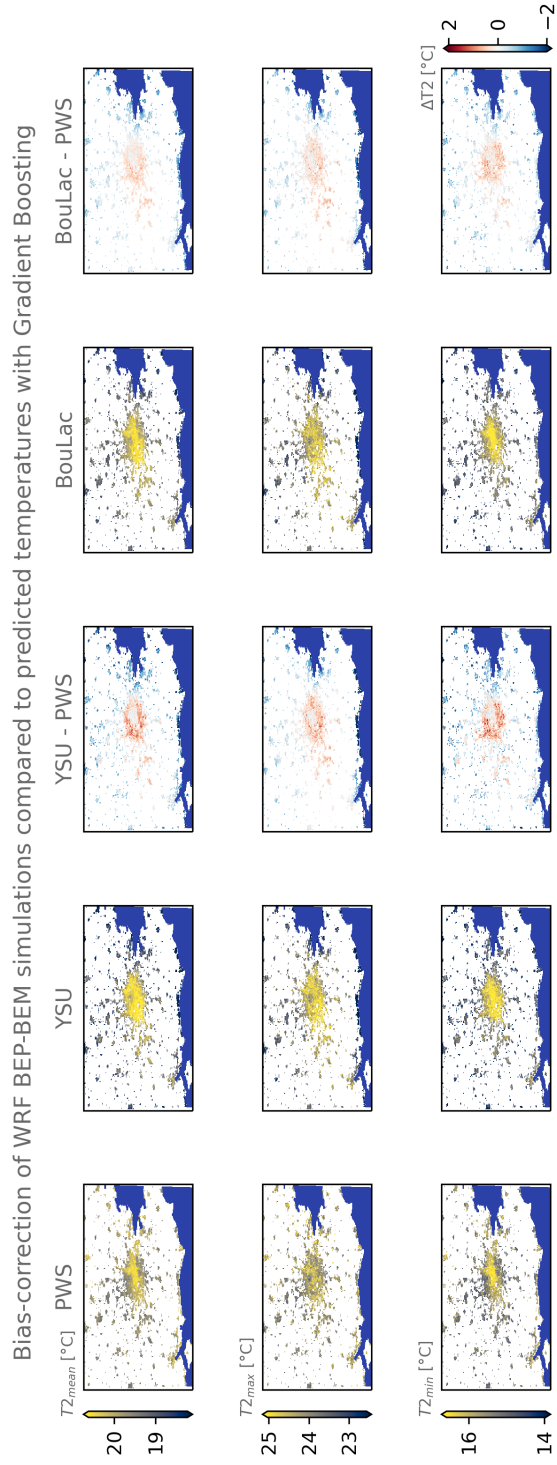 Bias-correction of WRF BEP-BEM simulations compared to predicted temperatures with Gradient Boosting
PWS
YSU
YSU - PWS
BouLac
BouLac - PWS
T2mean [°C]
20
19
T2max [°C]
25
24
23
T2min [°C]
16
14
ΔT2 [°C]
2
0
−2